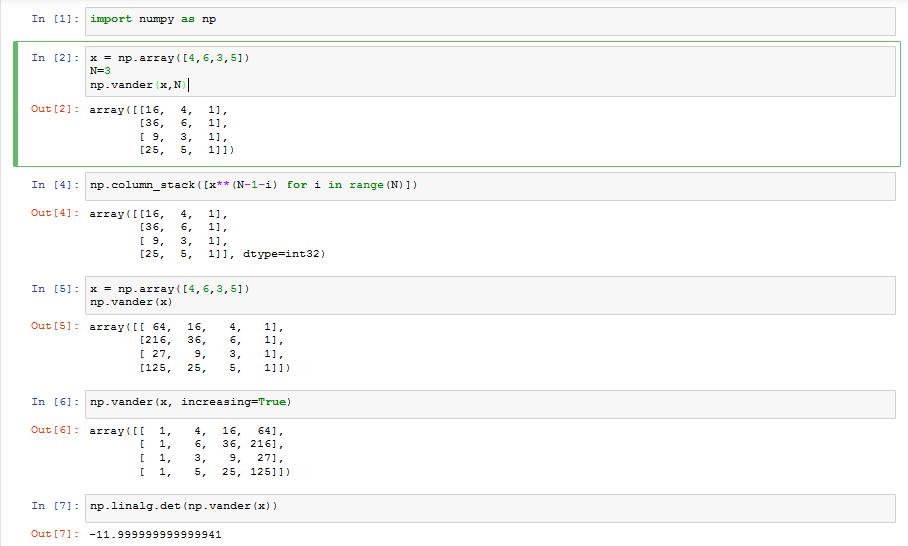 In [1]: import numpy as np
In [2]: x = np.array([4,6,3,5])
N=3
np.vander(x,N)
Out[2]: array([[16,  4,  1],
[36,  6,  1],
[ 9,  3,  1],
[25,  5,  1]])
In [4]: np.column_stack([x**(N-1-i) for i in range(N)])
Out[4]: array([[16,  4,  1],
[36,  6,  1],
[ 9,  3,  1],
[25,  5,  1]], dtype=int32)
In [5]: x = np.array([4,6,3,5])
np.vander(x)
Out[5]: array([[ 64,  16,   4,   1],
[216,  36,   6,   1],
[ 27,   9,   3,   1],
[125,  25,   5,   1]])
In [6]: np.vander(x, increasing=True)
Out[6]: array([[  1,   4,  16,  64],
[  1,   6,  36, 216],
[  1,   3,   9,  27],
[  1,   5,  25, 125]])
In [7]: np.linalg.det(np.vander(x))
Out[7]: -11.999999999999941